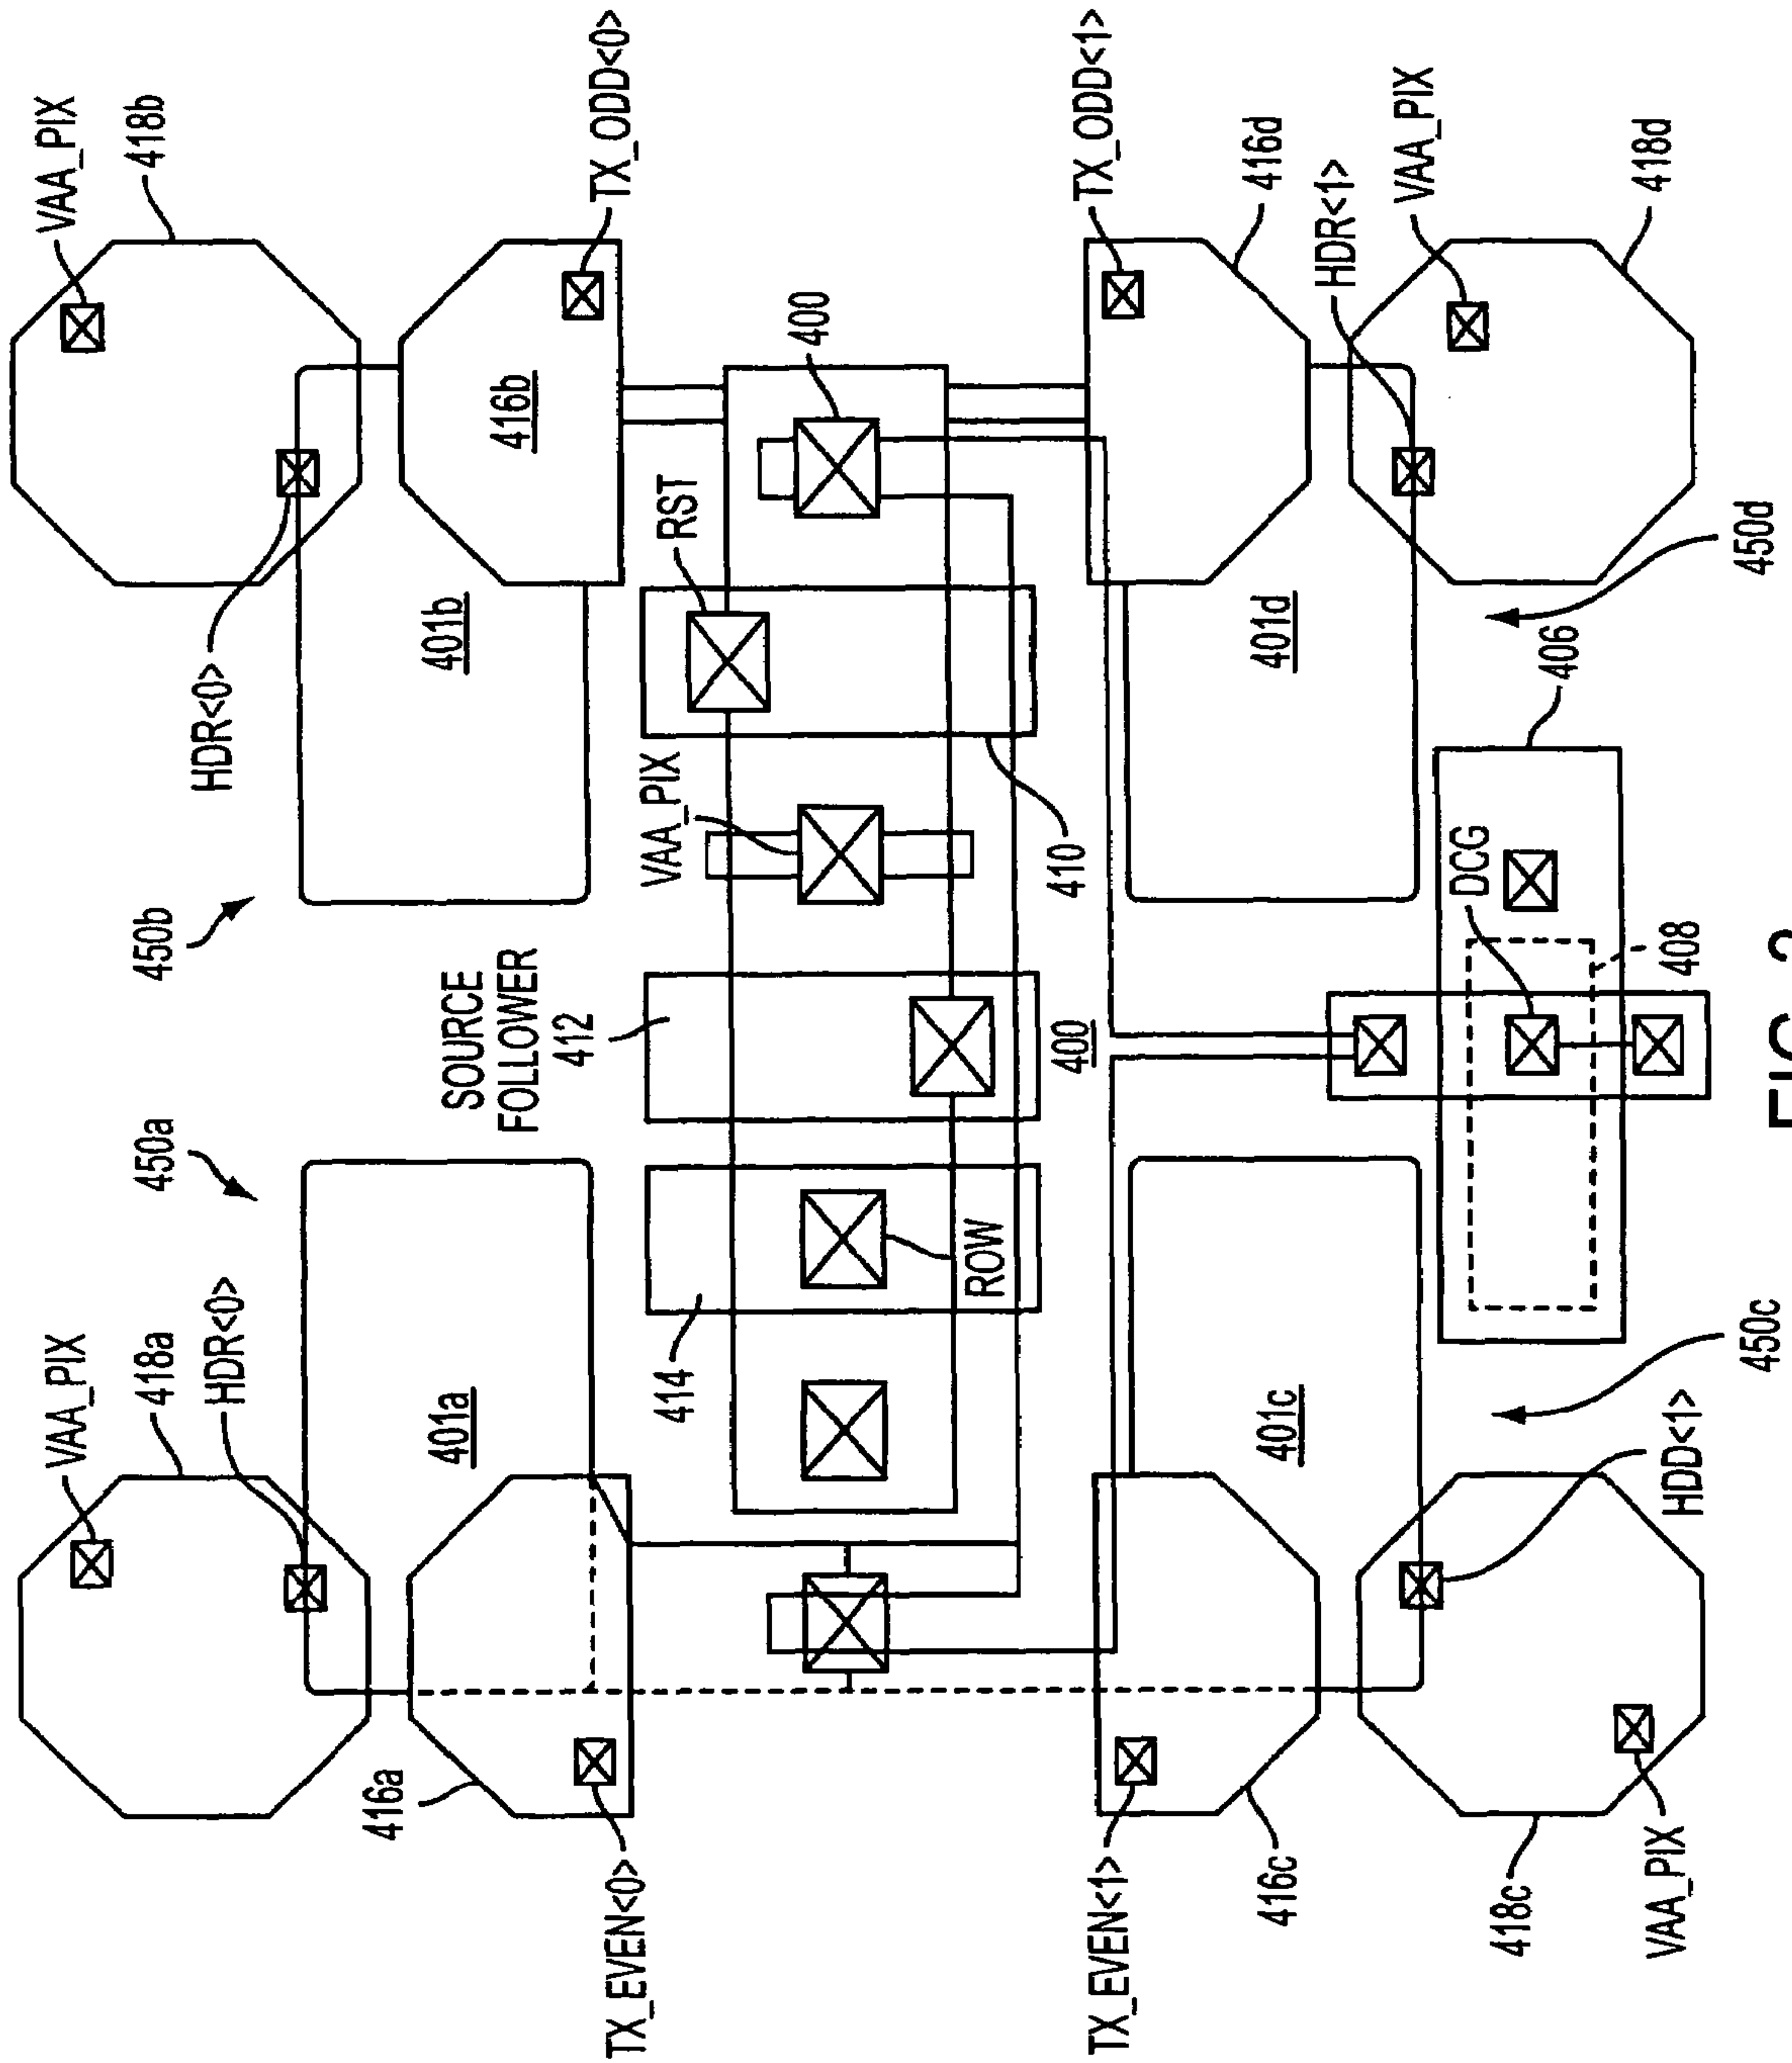 VAA_PIX
VAA_PIX
418a
450a
450b
418b
HDR<0>
HDR<0>
416a
401a
401b
SOURCE
FOLLOWER
412
416b
TX_EVEN<0>
TX_ODD<0>
414
VAA_PIX
RST
400
ROW
400
410
TX_EVEN<1>
TX_ODD<1>
416c
401c
401d
416d
HDR<1>
VAA_PIX
DCG
418c
406
418d
VAA_PIX
HDD<1>
408
450c
450d